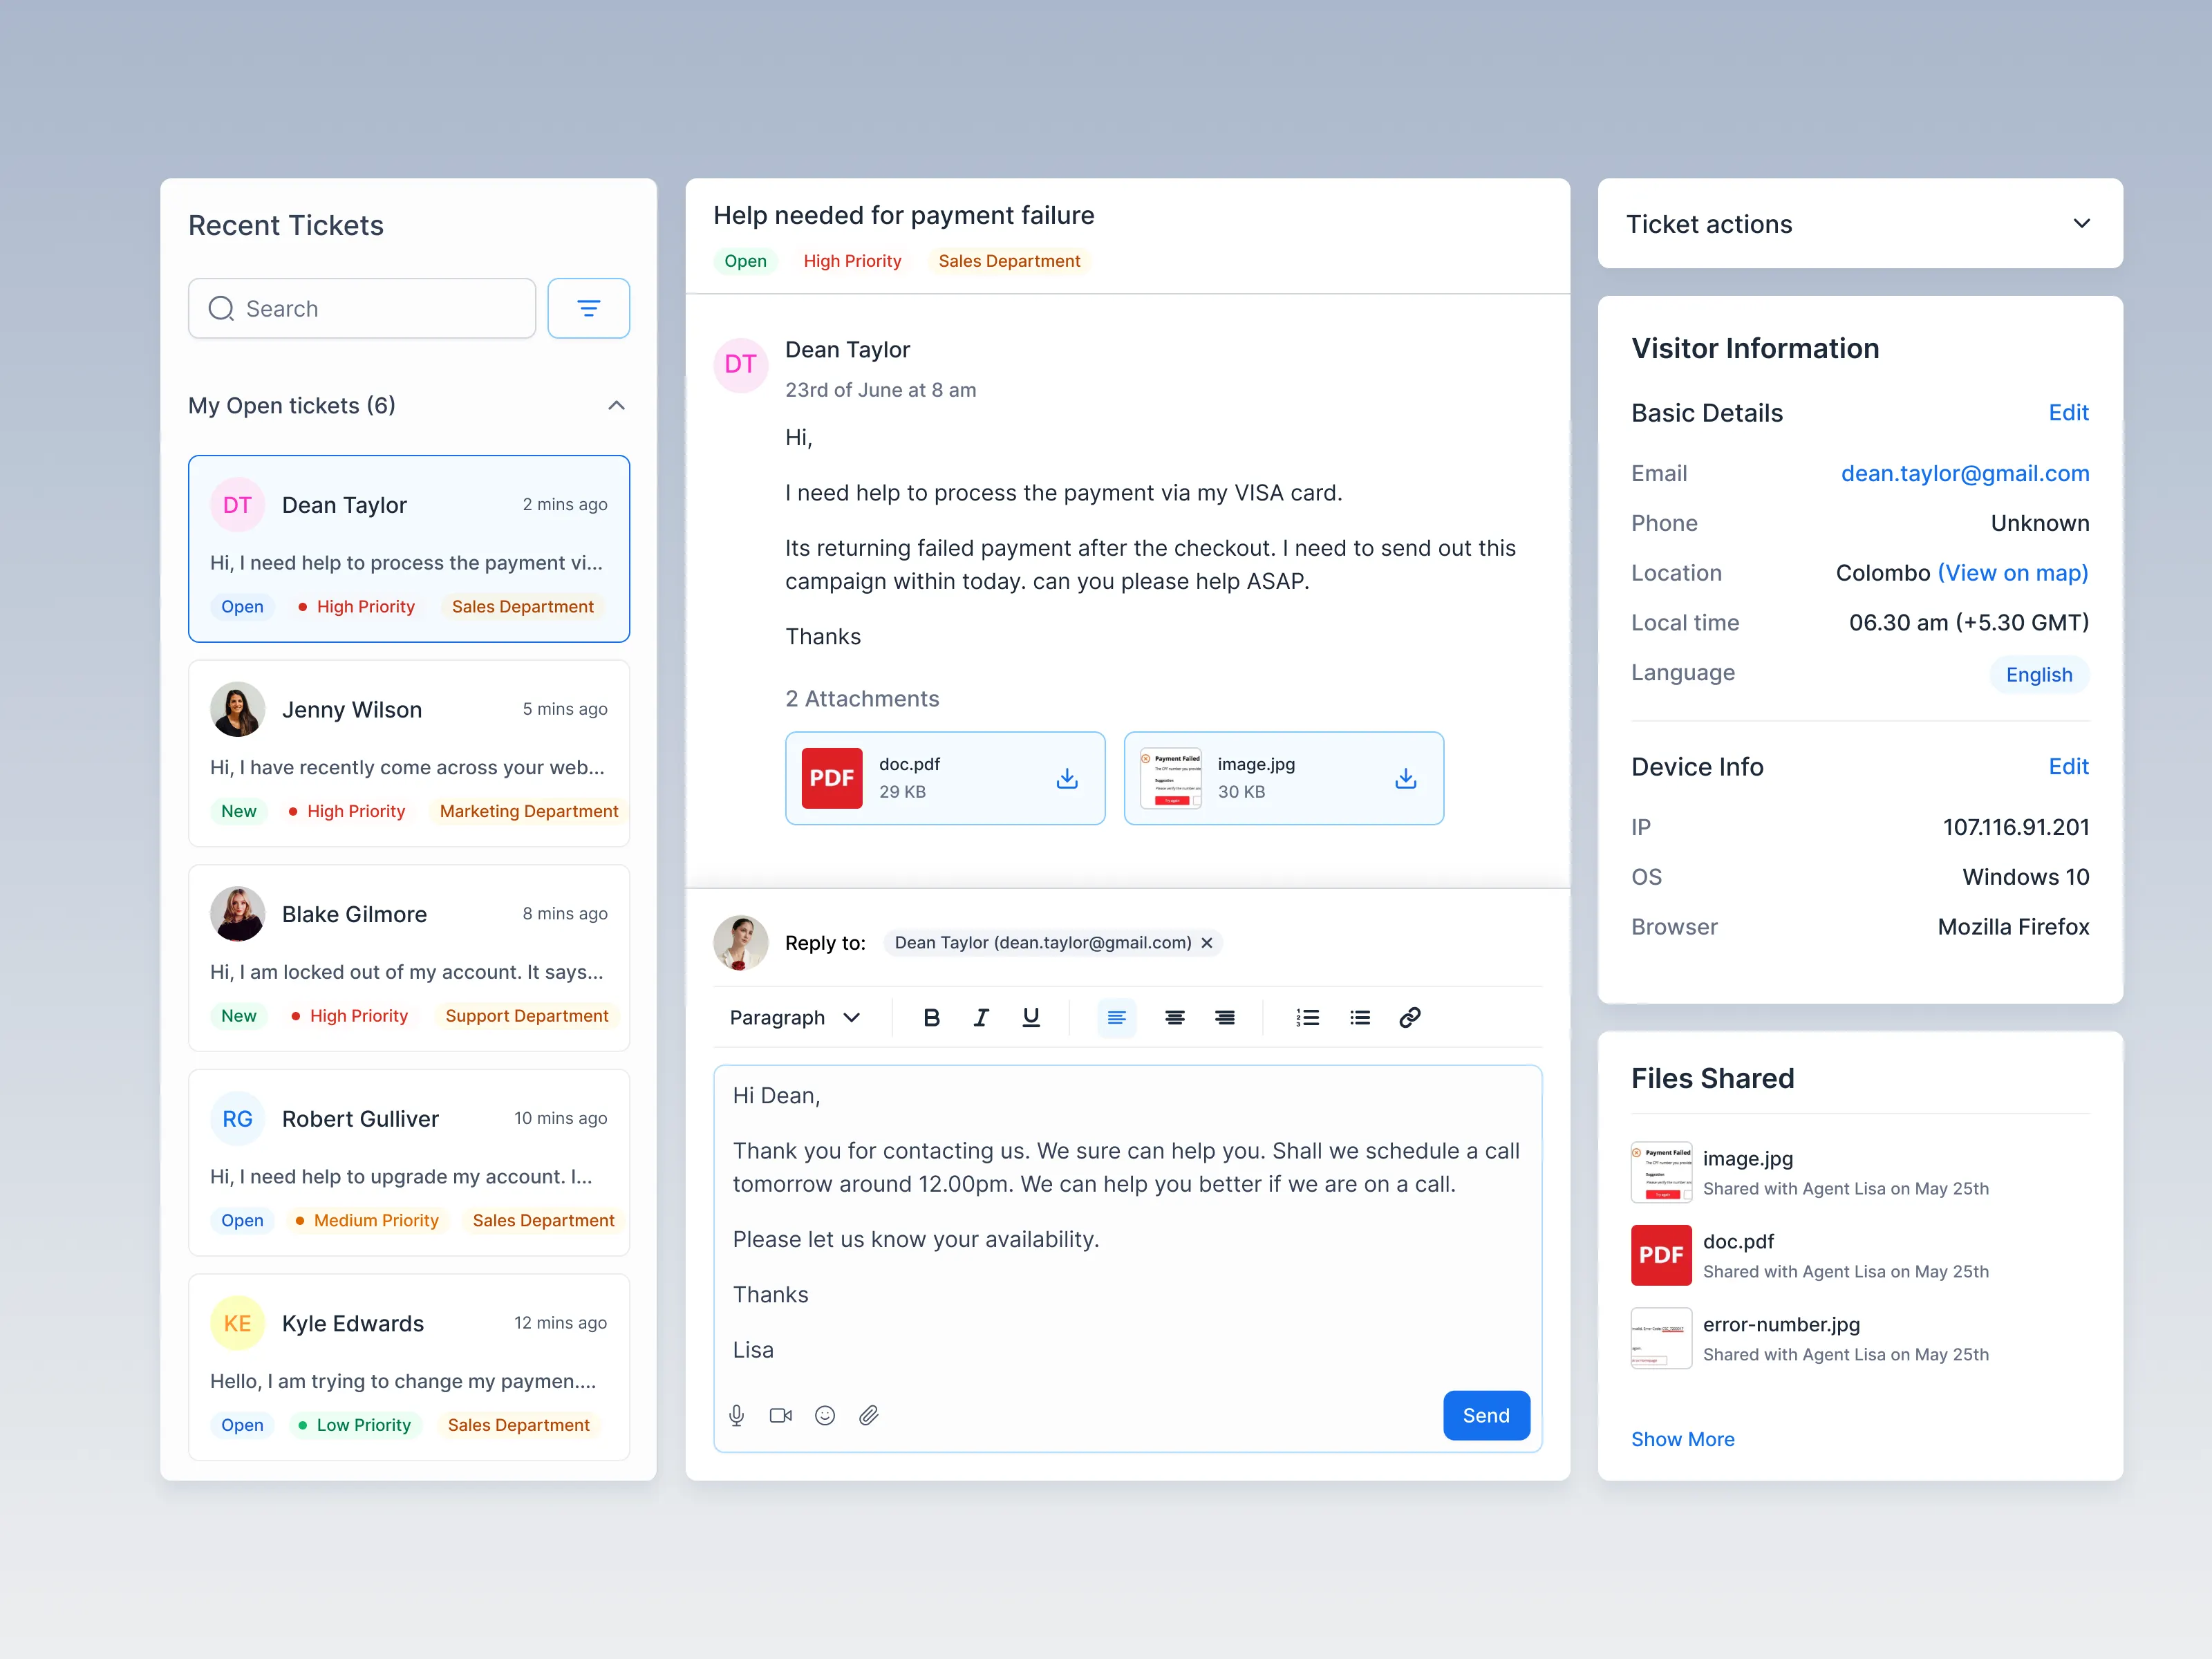 Recent Tickets
Search
My Open tickets (6)
DT
Dean Taylor
2 mins ago
Hi, I need help to process the payment vi...
Open
High Priority
Sales Department
Jenny Wilson
5 mins ago
Hi, I have recently come across your web...
New
High Priority
Marketing Department
Blake Gilmore
8 mins ago
Hi, I am locked out of my account. It says...
New
High Priority
Support Department
RG
Robert Gulliver
10 mins ago
Hi, I need help to upgrade my account. I...
Open
Medium Priority
Sales Department
KE
Kyle Edwards
12 mins ago
Hello, I am trying to change my paymen....
Open
Low Priority
Sales Department
Help needed for payment failure
Open
High Priority
Sales Department
DT
Dean Taylor
23rd of June at 8 am
Hi,
I need help to process the payment via my VISA card.
Its returning failed payment after the checkout. I need to send out this
campaign within today. can you please help ASAP.
Thanks
2 Attachments
PDF
doc.pdf
29 KB
Payment Failed
Suggestion
Try again
image.jpg
30 KB
Reply to:
Dean Taylor (dean.taylor@gmail.com)
Paragraph
B I U
Hi Dean,
Thank you for contacting us. We sure can help you. Shall we schedule a call
tomorrow around 12.00pm. We can help you better if we are on a call.
Please let us know your availability.
Thanks
Lisa
Send
Ticket actions
Visitor Information
Basic Details
Edit
Email
dean.taylor@gmail.com
Phone
Unknown
Location
Colombo (View on map)
Local time
06.30 am (+5.30 GMT)
Language
English
Device Info
Edit
IP
107.116.91.201
OS
Windows 10
Browser
Mozilla Firefox
Files Shared
Payment Failed
Suggestion
Try again
image.jpg
Shared with Agent Lisa on May 25th
PDF
doc.pdf
Shared with Agent Lisa on May 25th
error-number.jpg
Shared with Agent Lisa on May 25th
Show More